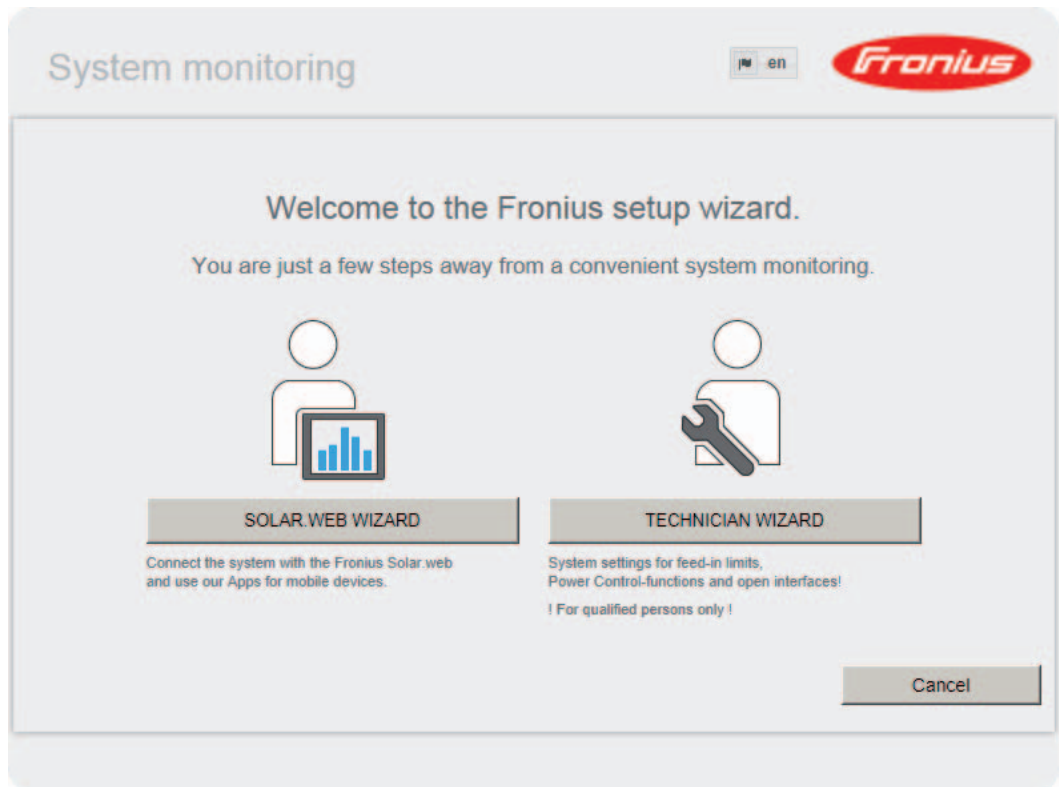 System monitoring
en
Fronius
Welcome to the Fronius setup wizard.
You are just a few steps away from a convenient system monitoring.
SOLAR.WEB WIZARD
Connect the system with the Fronius Solar.web
and use our Apps for mobile devices.
TECHNICIAN WIZARD
System settings for feed-in limits,
Power Control-functions and open interfaces!
! For qualified persons only !
Cancel